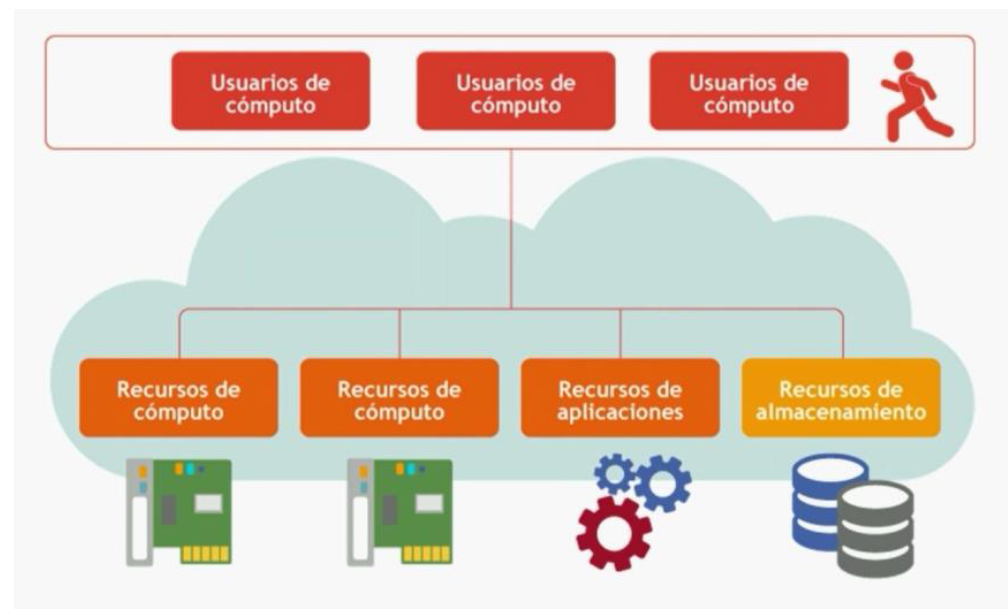 Usuarios de
cómputo
Usuarios de
cómputo
Usuarios de
cómputo
Recursos de
cómputo
Recursos de
cómputo
Recursos de
aplicaciones
Recursos de
almacenamiento